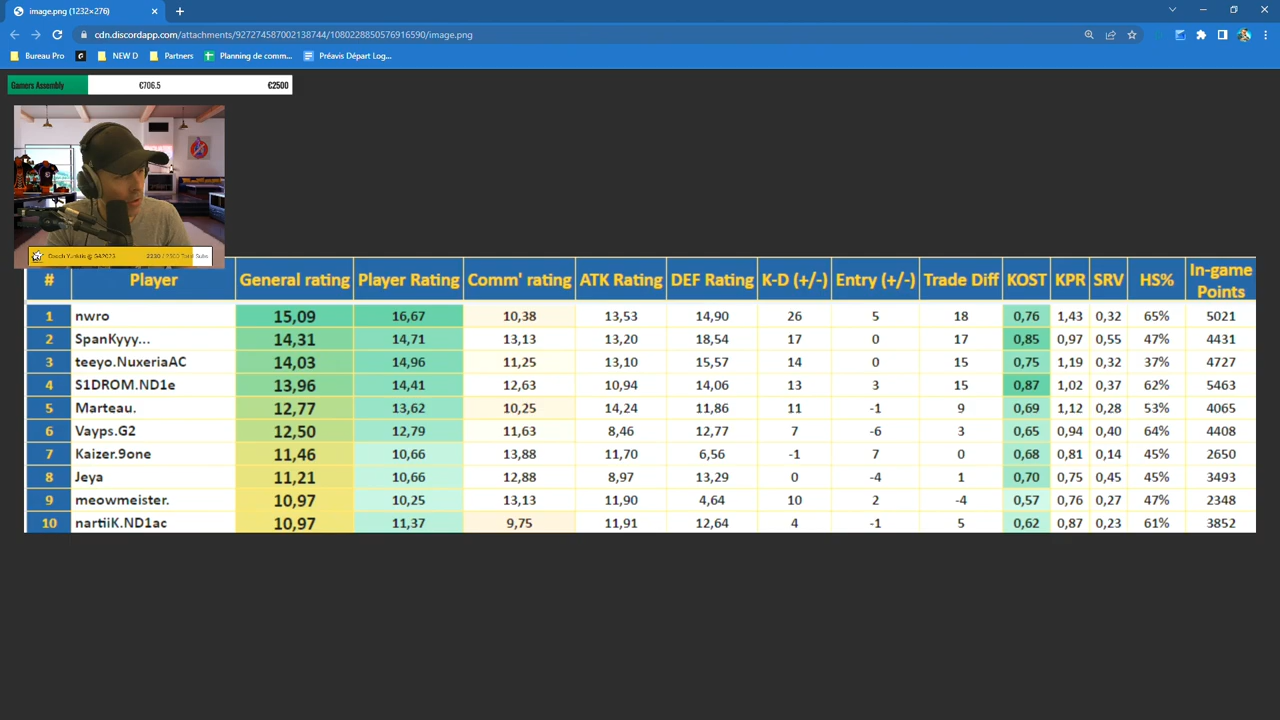 image.png (1232×276)
cdn.discordapp.com/attachments/927274587002138744/1080228850576916590/image.png
Bureau Pro NEW D Partners Planning de comm... Préavis Départ Log...
Gamers Assembly €706.5 €2500
Coach Yunktis @ GA2023 2230 / 2500 Total Subs
# Player General rating Player Rating Comm' rating ATK Rating DEF Rating K-D (+/-) Entry (+/-) Trade Diff KOST KPR SRV HS% In-game Points
1 nwro 15,09 16,67 10,38 13,53 14,90 26 5 18 0,76 1,43 0,32 65% 5021
2 SpanKyyy... 14,31 14,71 13,13 13,20 18,54 17 0 17 0,85 0,97 0,55 47% 4431
3 teeyo.NuxeriaAC 14,03 14,96 11,25 13,10 15,57 14 0 15 0,75 1,19 0,32 37% 4727
4 S1DROM.ND1e 13,96 14,41 12,63 10,94 14,06 13 3 15 0,87 1,02 0,37 62% 5463
5 Marteau. 12,77 13,62 10,25 14,24 11,86 11 -1 9 0,69 1,12 0,28 53% 4065
6 Vayps.G2 12,50 12,79 11,63 8,46 12,77 7 -6 3 0,65 0,94 0,40 64% 4408
7 Kaizer.9one 11,46 10,66 13,88 11,70 6,56 -1 7 0 0,68 0,81 0,14 45% 2650
8 Jeya 11,21 10,66 12,88 8,97 13,29 0 -4 1 0,70 0,75 0,45 45% 3493
9 meowmeister. 10,97 10,25 13,13 11,90 4,64 10 2 -4 0,57 0,76 0,27 47% 2348
10 nartiiK.ND1ac 10,97 11,37 9,75 11,91 12,64 4 -1 5 0,62 0,87 0,23 61% 3852